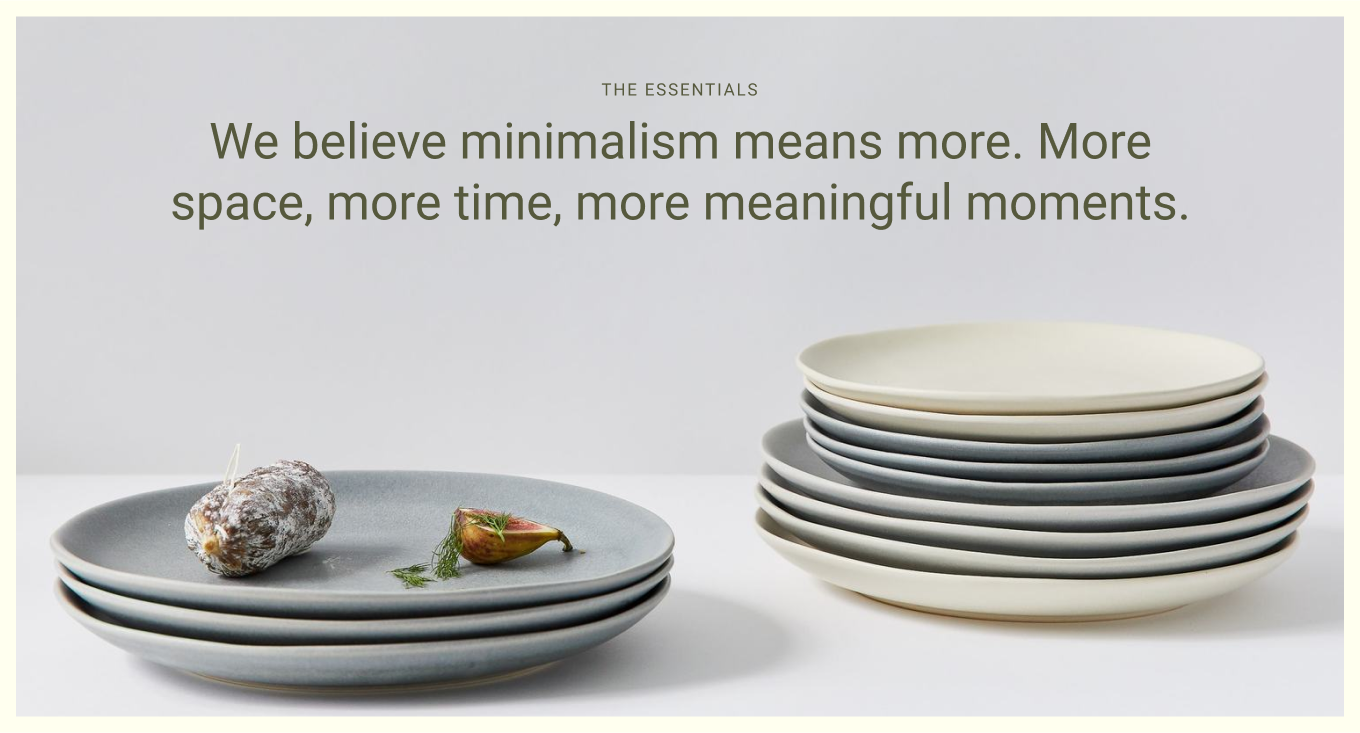 THE ESSENTIALS
We believe minimalism means more. More
space, more time, more meaningful moments.